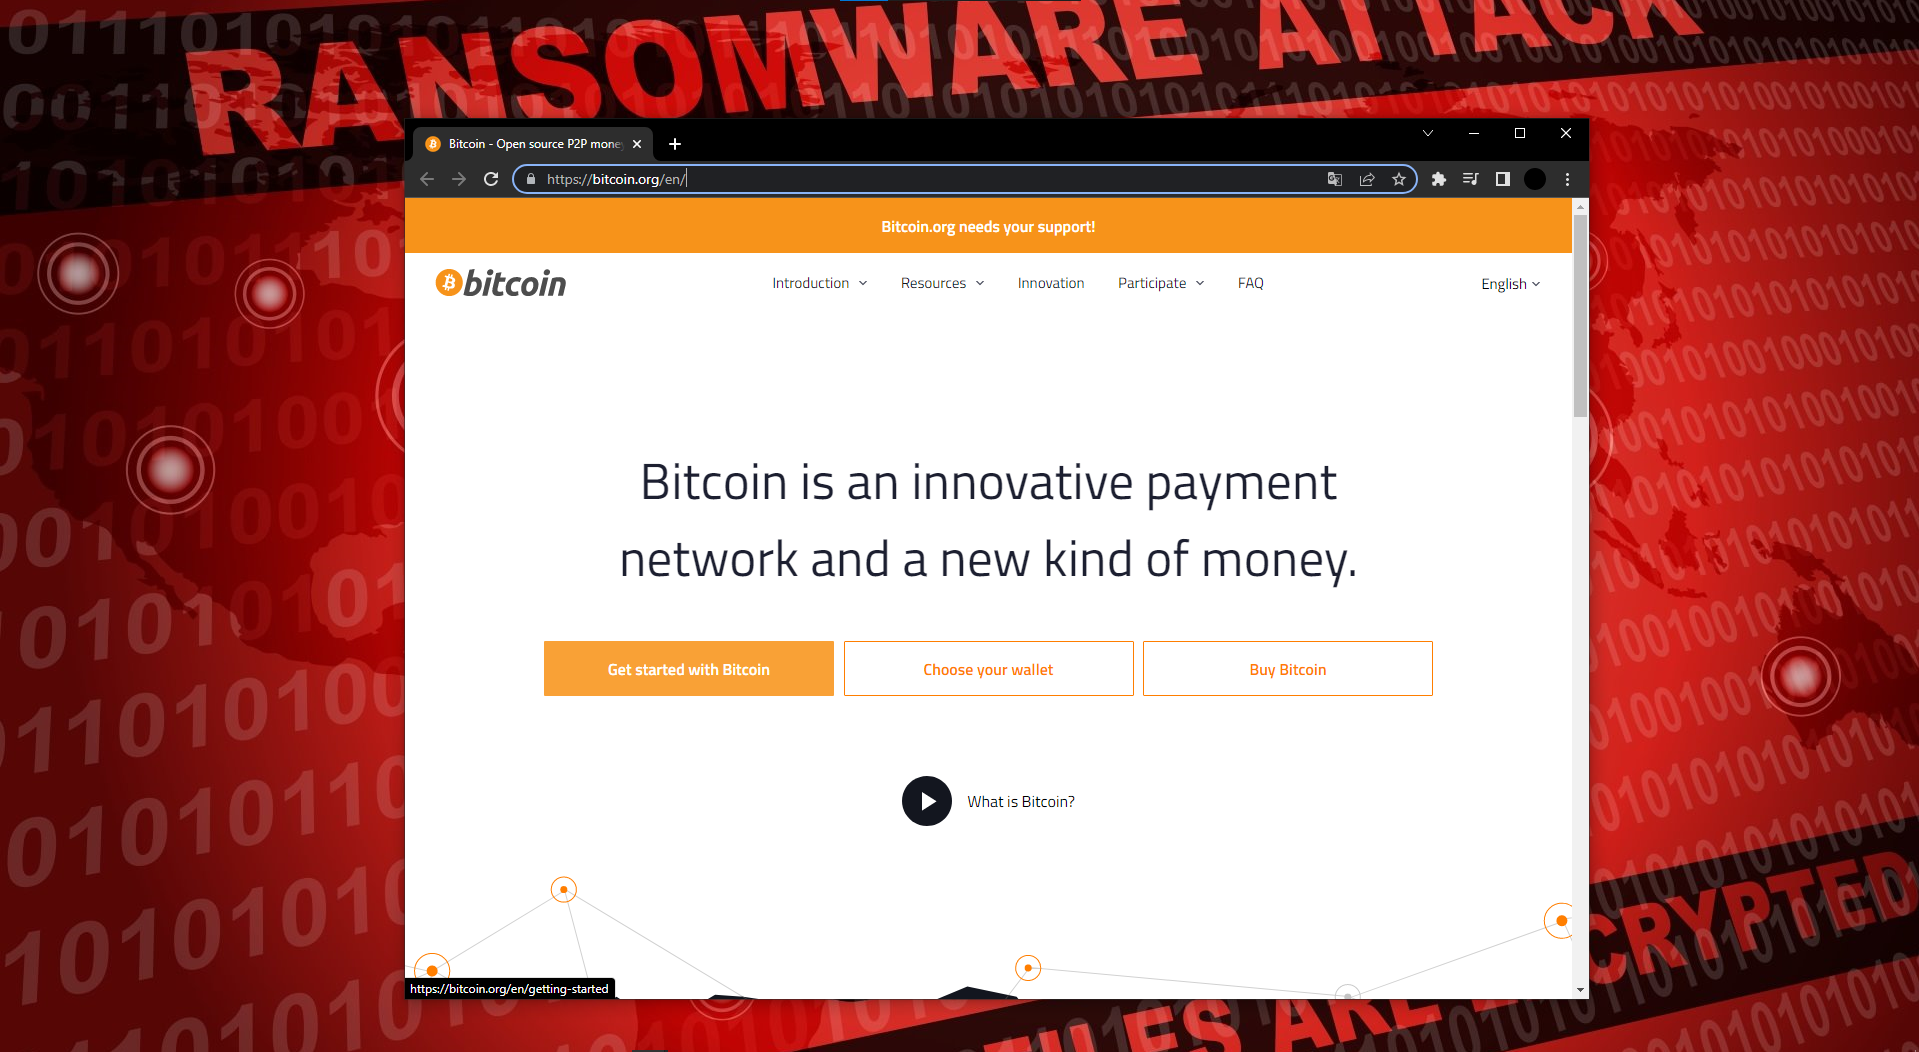 RANSOMWARE ATTACK
Bitcoin - Open source P2P mone
https://bitcoin.org/en/
Bitcoin.org needs your support!
bitcoin
Introduction
Resources
Innovation
Participate
FAQ
English
Bitcoin is an innovative payment
network and a new kind of money.
Get started with Bitcoin
Choose your wallet
Buy Bitcoin
What is Bitcoin?
https://bitcoin.org/en/getting-started
ARE
CRYPTED